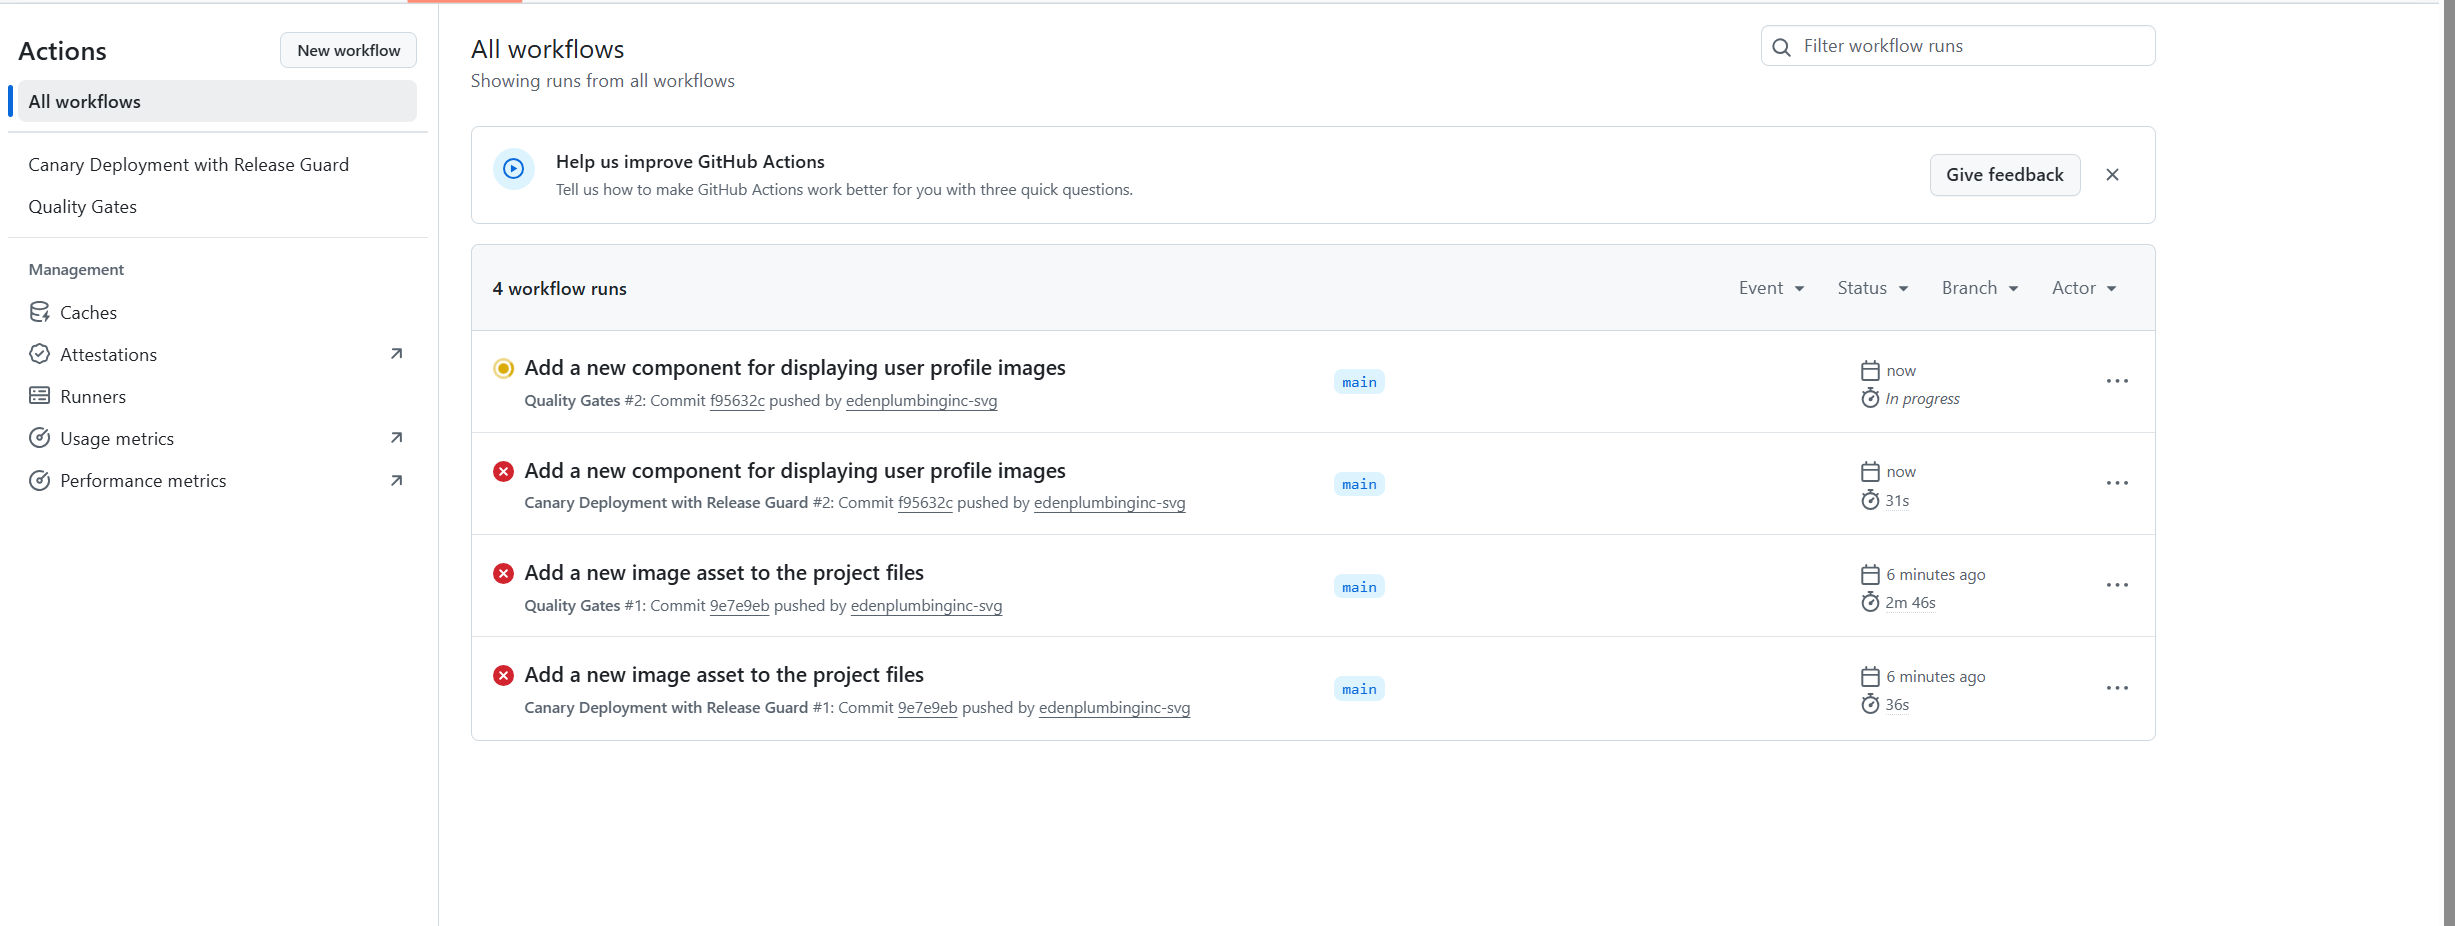 Actions
New workflow
All workflows
Canary Deployment with Release Guard
Quality Gates
Management
Caches
Attestations
Runners
Usage metrics
Performance metrics
All workflows
Showing runs from all workflows
Filter workflow runs
Help us improve GitHub Actions
Tell us how to make GitHub Actions work better for you with three quick questions.
Give feedback
4 workflow runs
Event Status Branch Actor
Add a new component for displaying user profile images
Quality Gates #2: Commit f95632c pushed by edenplumbinginc-svg
main
now
In progress
Add a new component for displaying user profile images
Canary Deployment with Release Guard #2: Commit f95632c pushed by edenplumbinginc-svg
main
now
31s
Add a new image asset to the project files
Quality Gates #1: Commit 9e7e9eb pushed by edenplumbinginc-svg
main
6 minutes ago
2m 46s
Add a new image asset to the project files
Canary Deployment with Release Guard #1: Commit 9e7e9eb pushed by edenplumbinginc-svg
main
6 minutes ago
36s